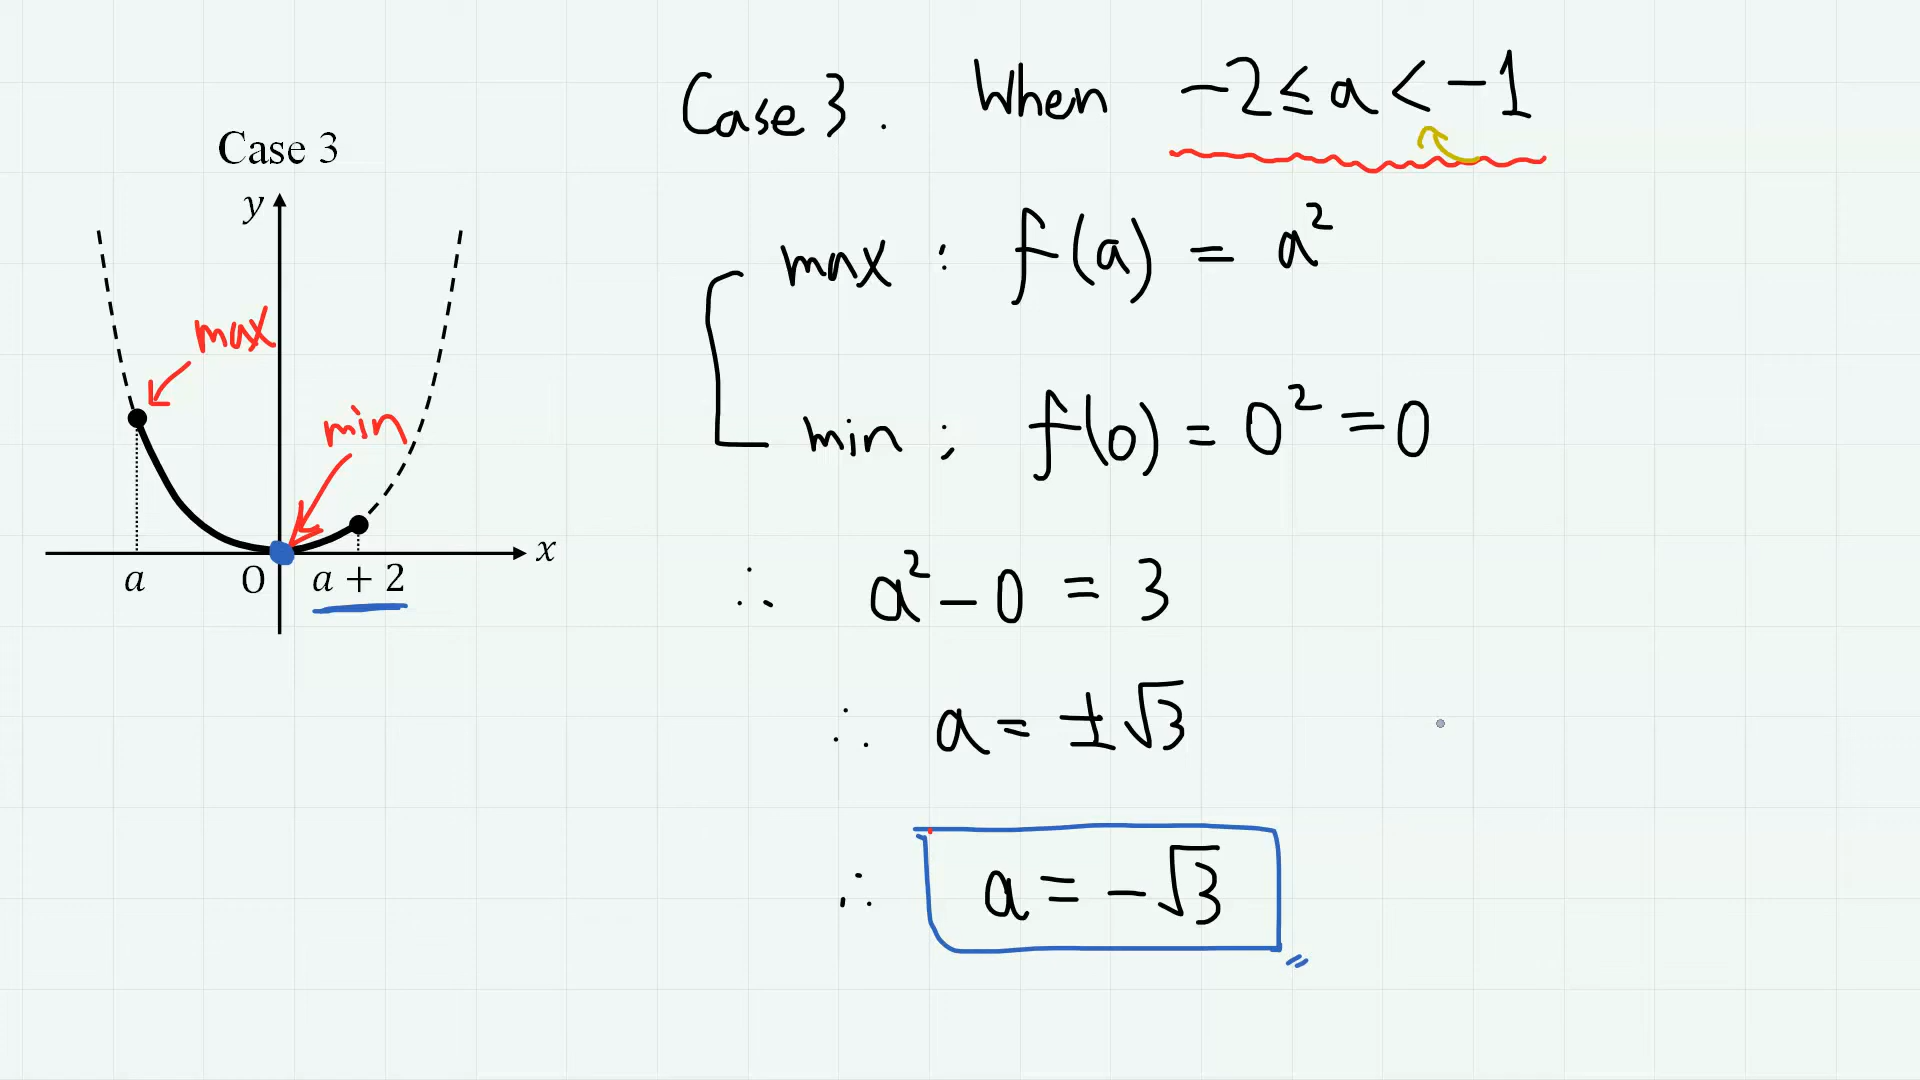 Case 3
y
max
min
x
a
0
a + 2
Case 3. When -2 ≤ a < -1
max : f(a) = a²
min : f(0) = 0² = 0
∴ a² - 0 = 3
∴ a = ±√3
∴ a = -√3